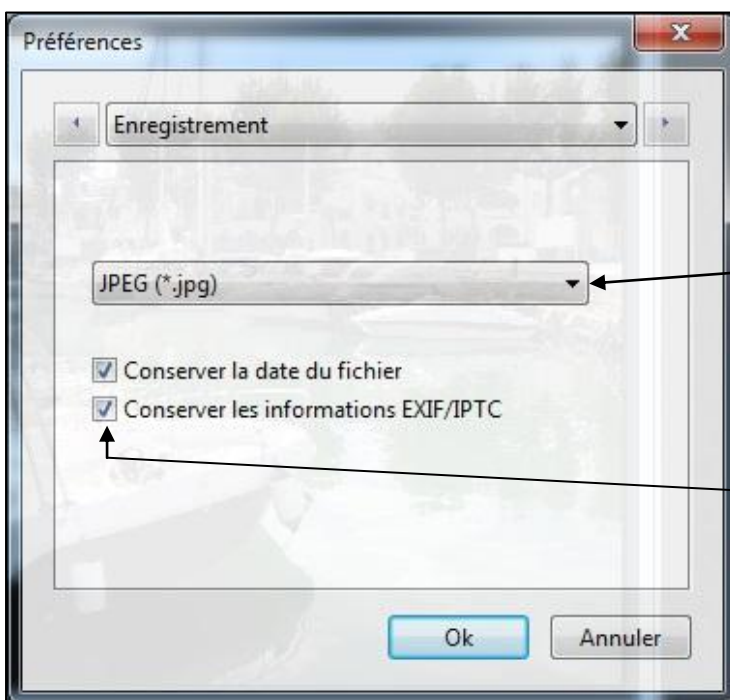 Préférences
Enregistrement
JPEG (*.jpg)
Conserver la date du fichier
Conserver les informations EXIF/IPTC
Ok
Annuler